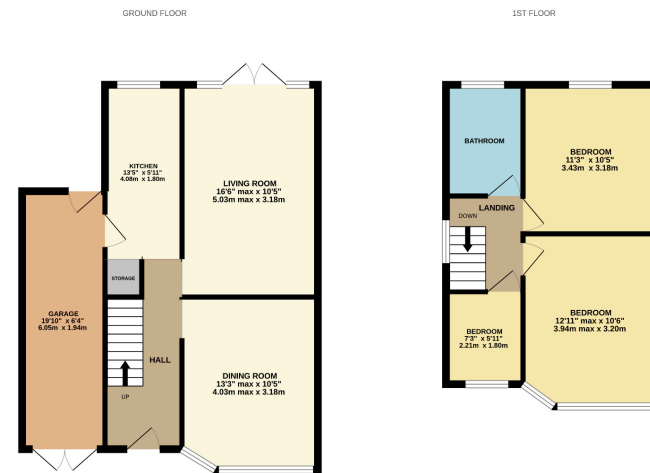 GROUND FLOOR
1ST FLOOR
KITCHEN
13'5" x 5'11"
4.08m x 1.80m
LIVING ROOM
16'6" max x 10'5"
5.03m max x 3.18m
STORAGE
GARAGE
19'10" x 6'4"
6.05m x 1.94m
HALL
UP
DINING ROOM
13'3" max x 10'5"
4.03m max x 3.18m
BATHROOM
BEDROOM
11'3" x 10'5"
3.43m x 3.18m
LANDING
DOWN
BEDROOM
7'3" x 5'11"
2.21m x 1.80m
BEDROOM
12'11" max x 10'6"
3.94m max x 3.20m